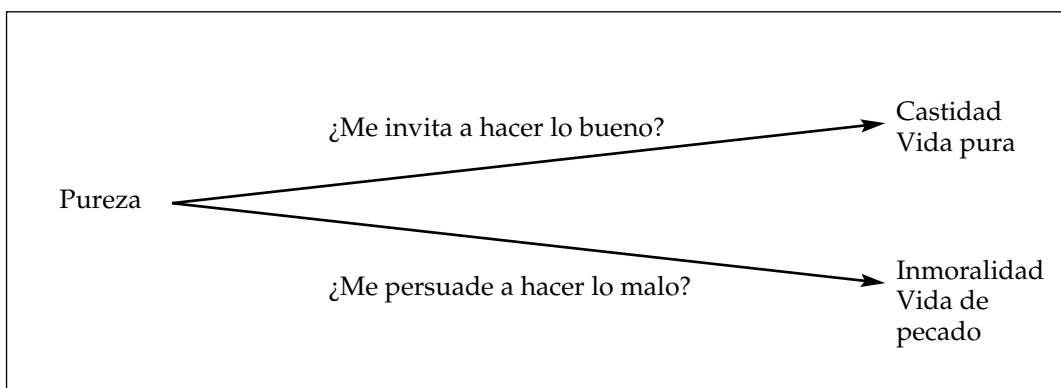 ¿Me invita a hacer lo bueno?
Castidad
Vida pura
Pureza
¿Me persuade a hacer lo malo?
Inmoralidad
Vida de
pecado